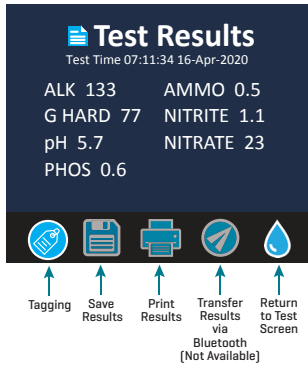 Test Results
Test Time 07:11:34 16-Apr-2020
ALK 133 AMMO 0.5
G HARD 77 NITRITE 1.1
pH 5.7 NITRATE 23
PHOS 0.6
Tagging
Save
Results
Print
Results
Transfer
Results
via
Bluetooth
(Not Available)
Return
to Test
Screen